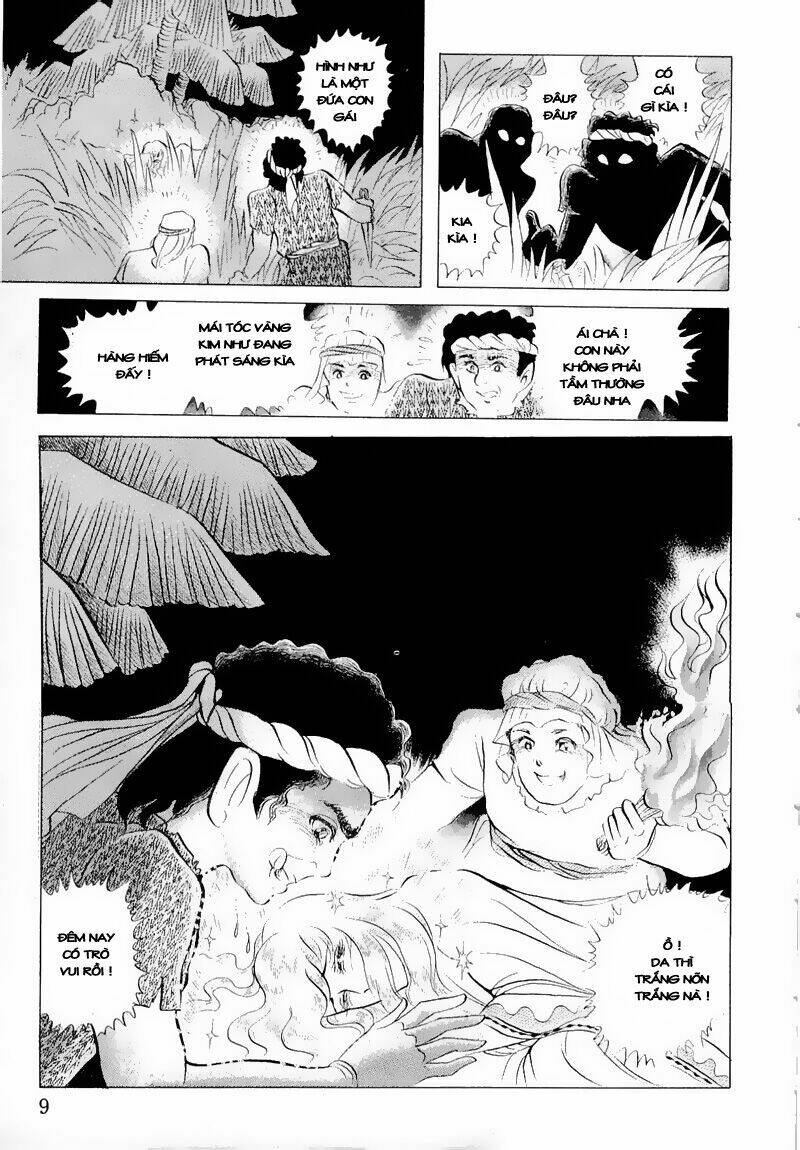 CÓ
CÁI
GÌ KÌA !
ĐÂU?
ĐÂU?
KIA
KÌA !
HÌNH NHƯ
LÀ MỘT
ĐỨA CON
GÁI
ÁI CHÀ !
CON NÀY
KHÔNG PHẢI
TẦM THƯỜNG
ĐÂU NHA
MÁI TÓC VÀNG
KIM NHƯ ĐANG
PHÁT SÁNG KÌA
HÀNG HIẾM
ĐẤY !
Ồ !
DA THÌ
TRẮNG NÕN
TRẮNG NÀ !
ĐÊM NAY
CÓ TRÒ
VUI RỒI !
9